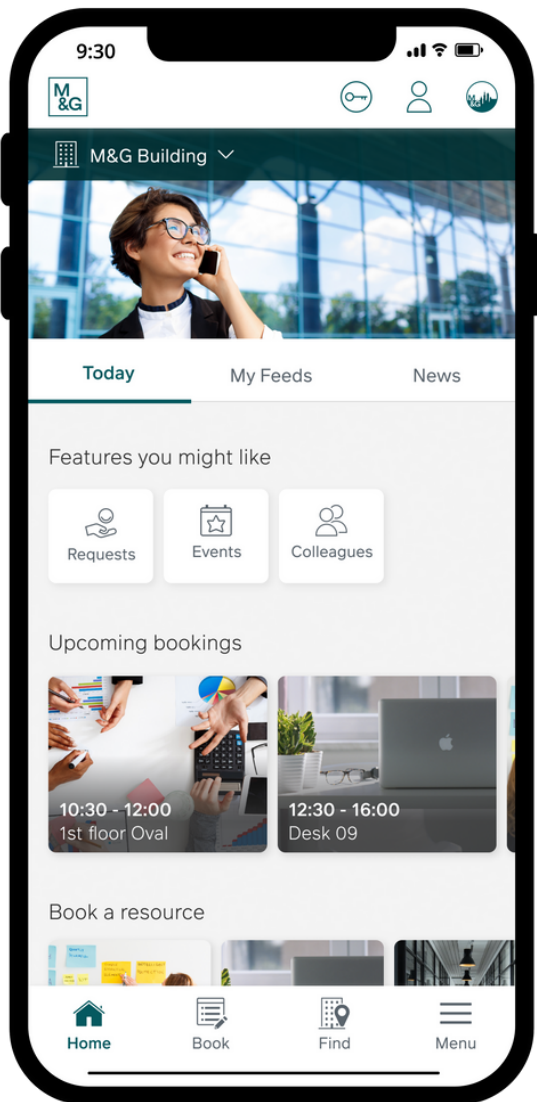 9:30
M
&G
M&G Building
Today
My Feeds
News
Features you might like
Requests
Events
Colleagues
Upcoming bookings
10:30 - 12:00
1st floor Oval
12:30 - 16:00
Desk 09
Book a resource
Home
Book
Find
Menu